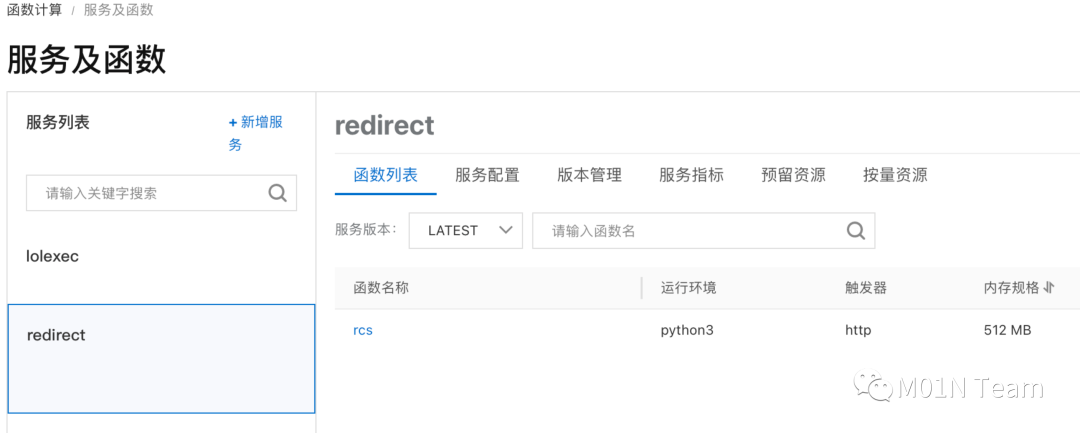 函数计算 / 服务及函数
服务及函数
服务列表
+ 新增服
务
请输入关键字搜索
lolexec
redirect
redirect
函数列表 服务配置 版本管理 服务指标 预留资源 按量资源
服务版本: LATEST 请输入函数名
函数名称 运行环境 触发器 内存规格
rcs python3 http 512 MB
M01N Team